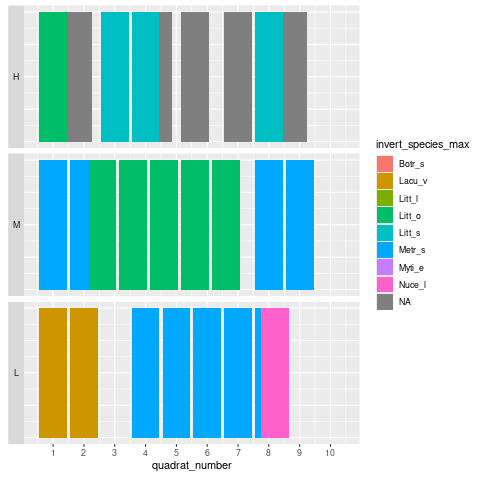 H
M
L
1 2 3 4 5 6 7 8 9 10
quadrat_number
invert_species_max
Botr_s
Lacu_v
Litt_l
Litt_o
Litt_s
Metr_s
Myti_e
Nuce_l
NA